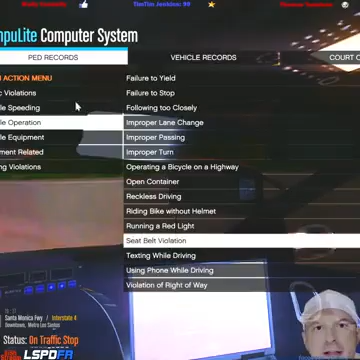 TimTim Jenkins: 99
mpuLite Computer System
PED RECORDS
VEHICLE RECORDS
COURT
ACTION MENU
c Violations
le Speeding
le Operation
le Equipment
ment Related
ng Violations
Failure to Yield
Failure to Stop
Following too Closely
Improper Lane Change
Improper Passing
Improper Turn
Operating a Bicycle on a Highway
Open Container
Reckless Driving
Riding Bike without Helmet
Running a Red Light
Seat Belt Violation
Texting While Driving
Using Phone While Driving
Violation of Right of Way
Santa Monica Fwy / Interstate 4
Downtown, Metro Los Santos
Status: On Traffic Stop
LSPDFR